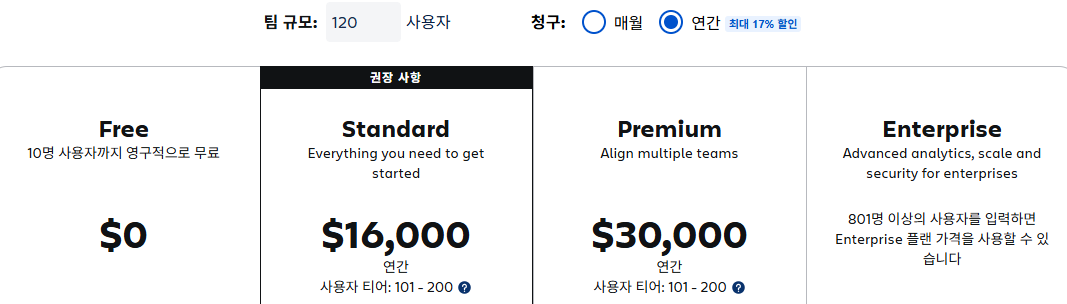 팀 규모: 120 사용자 청구: 매월 연간 최대 17% 할인
권장 사항
Free
10명 사용자까지 영구적으로 무료
$0
Standard
Everything you need to get
started
$16,000
연간
사용자 티어: 101 - 200 ?
Premium
Align multiple teams
$30,000
연간
사용자 티어: 101 - 200 ?
Enterprise
Advanced analytics, scale and
security for enterprises
801명 이상의 사용자를 입력하면
Enterprise 플랜 가격을 사용할 수 있
습니다